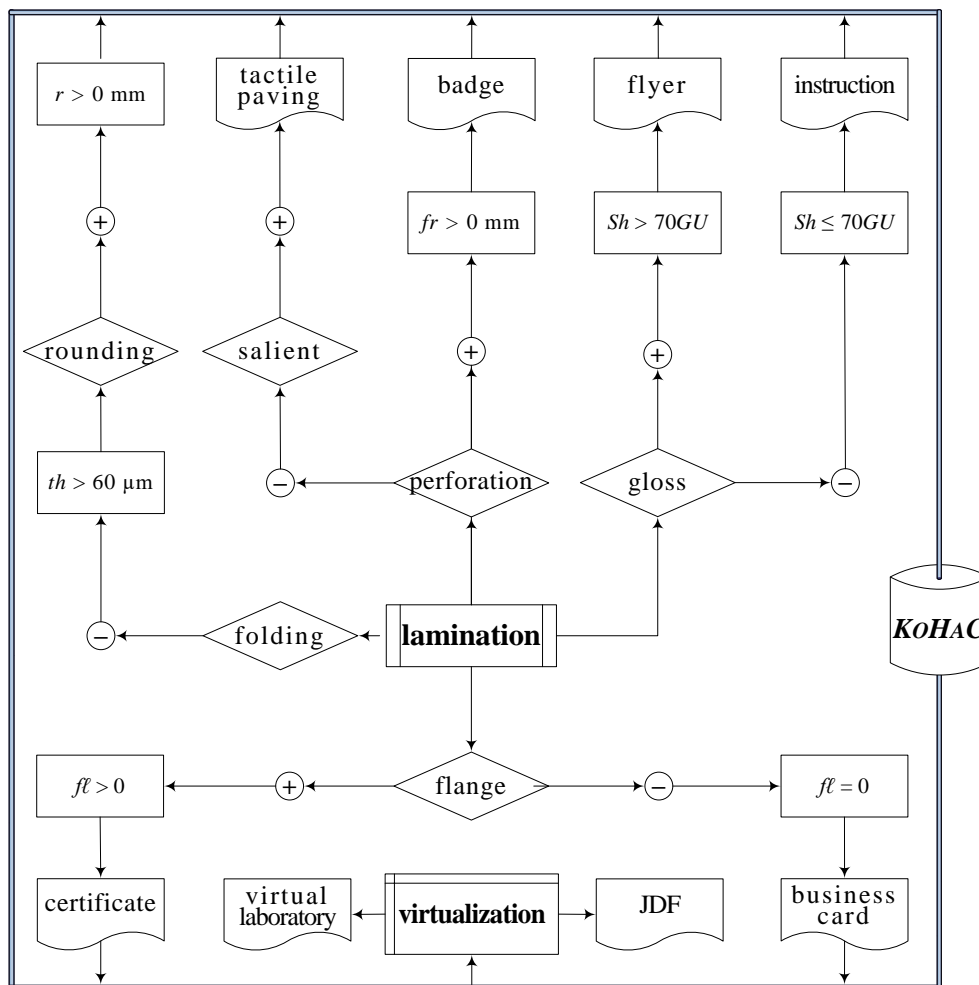 r > 0 mm
tactile
paving
badge
flyer
instruction
+
+
fr > 0 mm
Sh > 70GU
Sh ≤ 70GU
rounding
salient
+
+
th > 60 µm
−
perforation
gloss
−
−
folding
lamination
KOHAC
fℓ > 0
+
flange
−
fℓ = 0
certificate
virtual
laboratory
virtualization
JDF
business
card